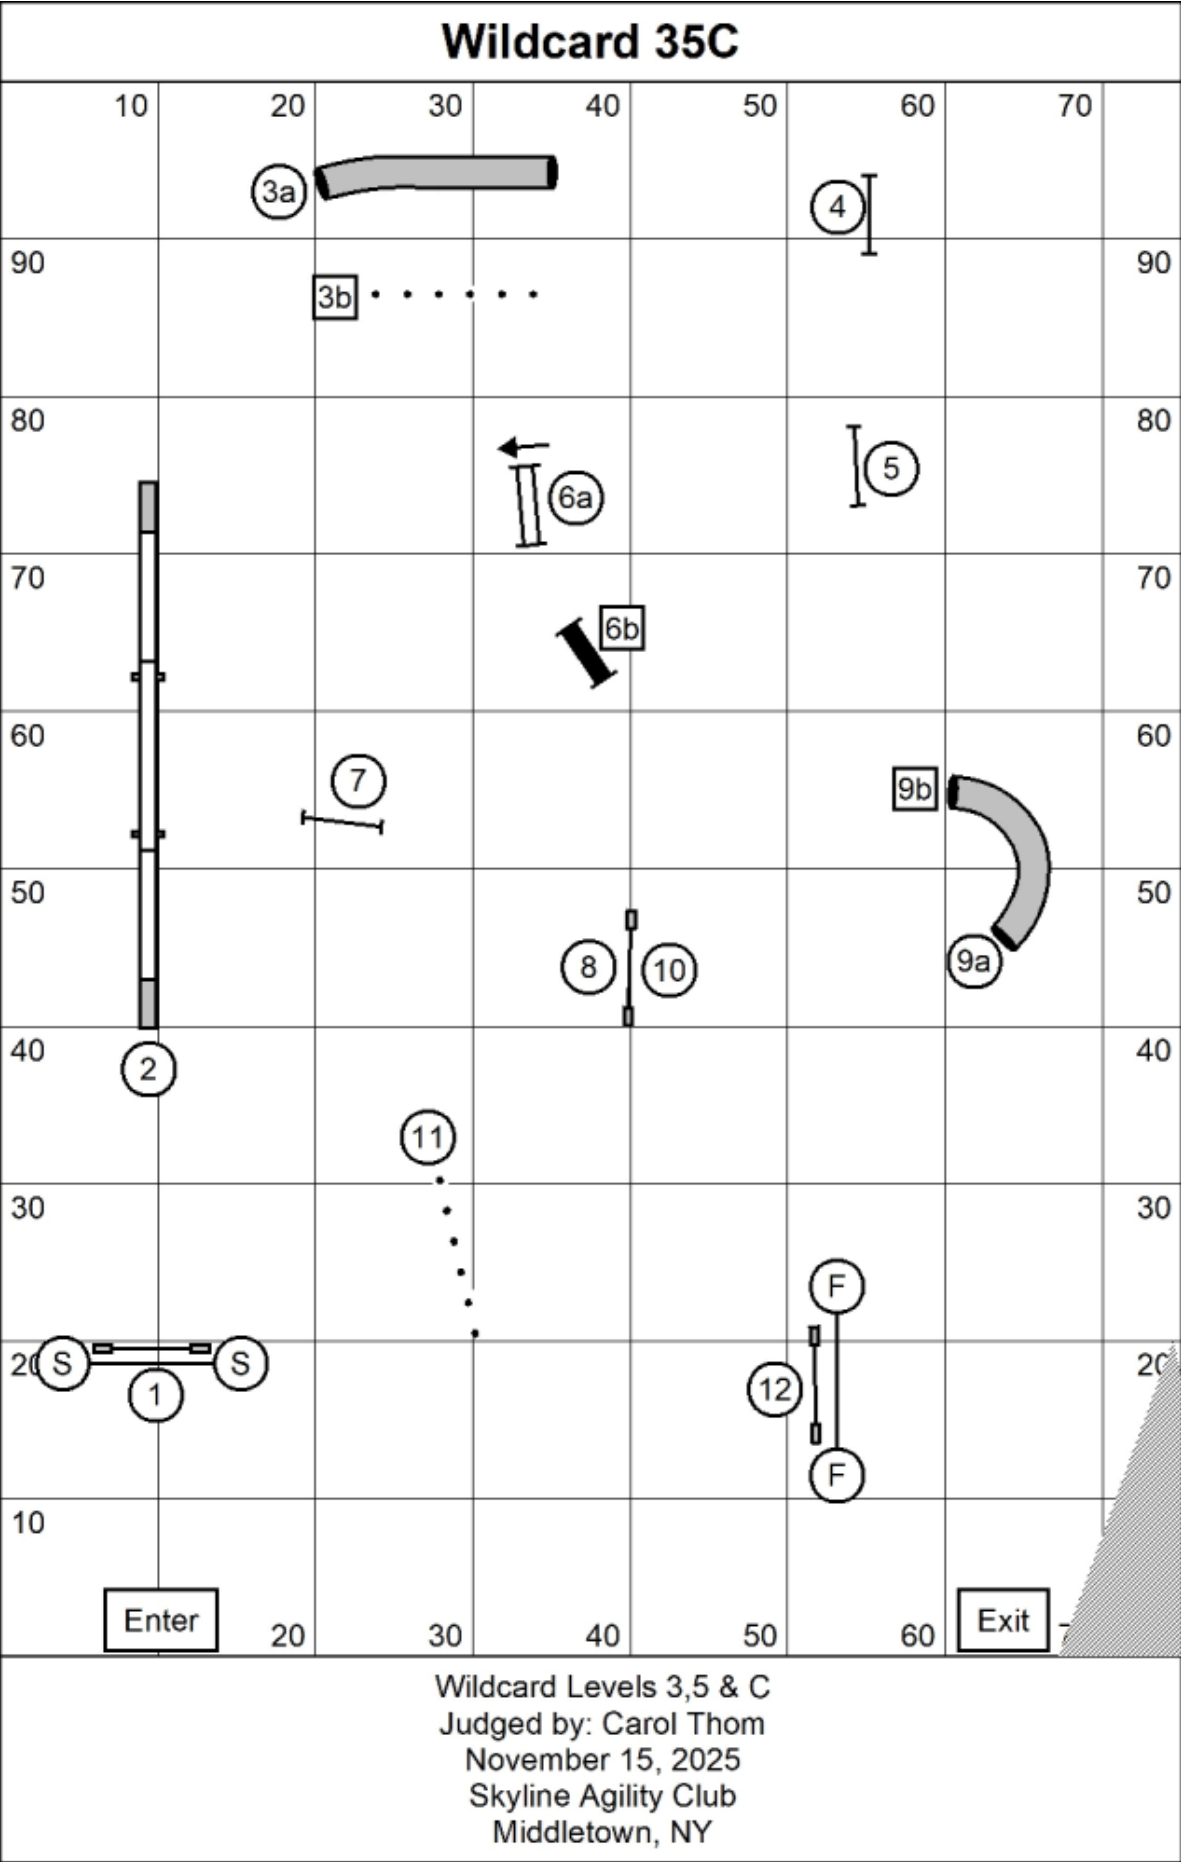 Wildcard 35C
10 20 30 40 50 60 70
3a
4
90 90
3b
80 80
5
6a
70 70
6b
60 60
7
9b
50 50
8 10
9a
40 40
2
11
30 30
F
20 S S 20
1
12
F
10
Enter 20 30 40 50 60 Exit
Wildcard Levels 3,5 & C
Judged by: Carol Thom
November 15, 2025
Skyline Agility Club
Middletown, NY